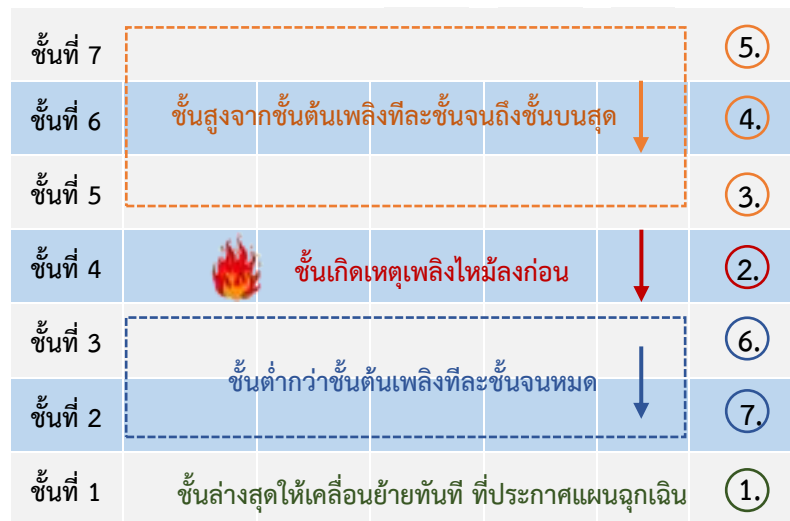 ชั้นที่ 7 5.
ชั้นที่ 6 ชั้นสูงจากชั้นต้นเพลิงทีละชั้นจนถึงชั้นบนสุด 4.
ชั้นที่ 5 3.
ชั้นที่ 4 ชั้นเกิดเหตุเพลิงไหม้ลงก่อน 2.
ชั้นที่ 3 6.
ชั้นต่ำกว่าชั้นต้นเพลิงทีละชั้นจนหมด
ชั้นที่ 2 7.
ชั้นที่ 1 ชั้นล่างสุดให้เคลื่อนย้ายทันที ที่ประกาศแผนฉุกเฉิน 1.